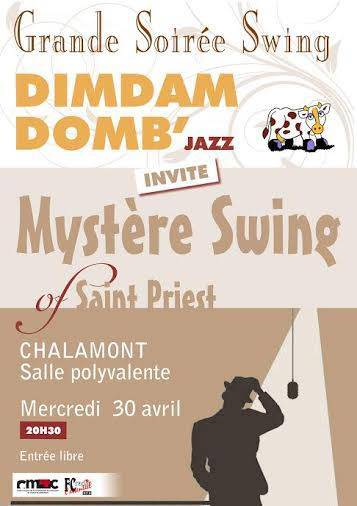 Grande Soirée Swing
DIMDAM
DOMB' JAZZ
INVITE
Mystère Swing
of Saint Priest
CHALAMONT
Salle polyvalente
Mercredi 30 avril
20H30
Entrée libre